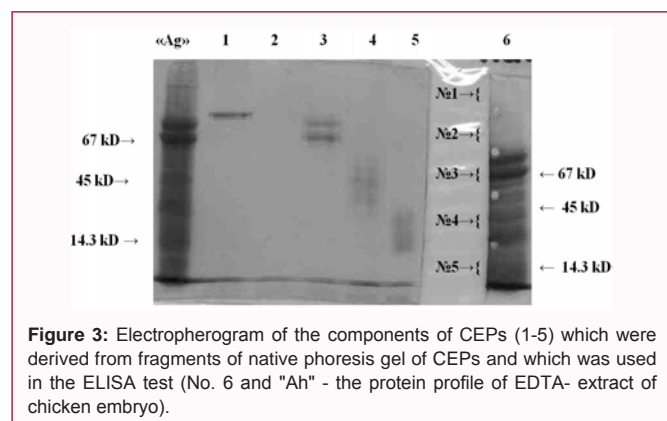 «Ag» 1 2 3 4 5 6
№1→{
№2→{
67 kD→
№3→{ ← 67 kD
45 kD→
← 45 kD
№4→{
14.3 kD →
№5→{ ← 14.3 kD
Figure 3: Electropherogram of the components of CEPs (1-5) which were
derived from fragments of native phoresis gel of CEPs and which was used
in the ELISA test (No. 6 and "Ah" - the protein profile of EDTA- extract of
chicken embryo).